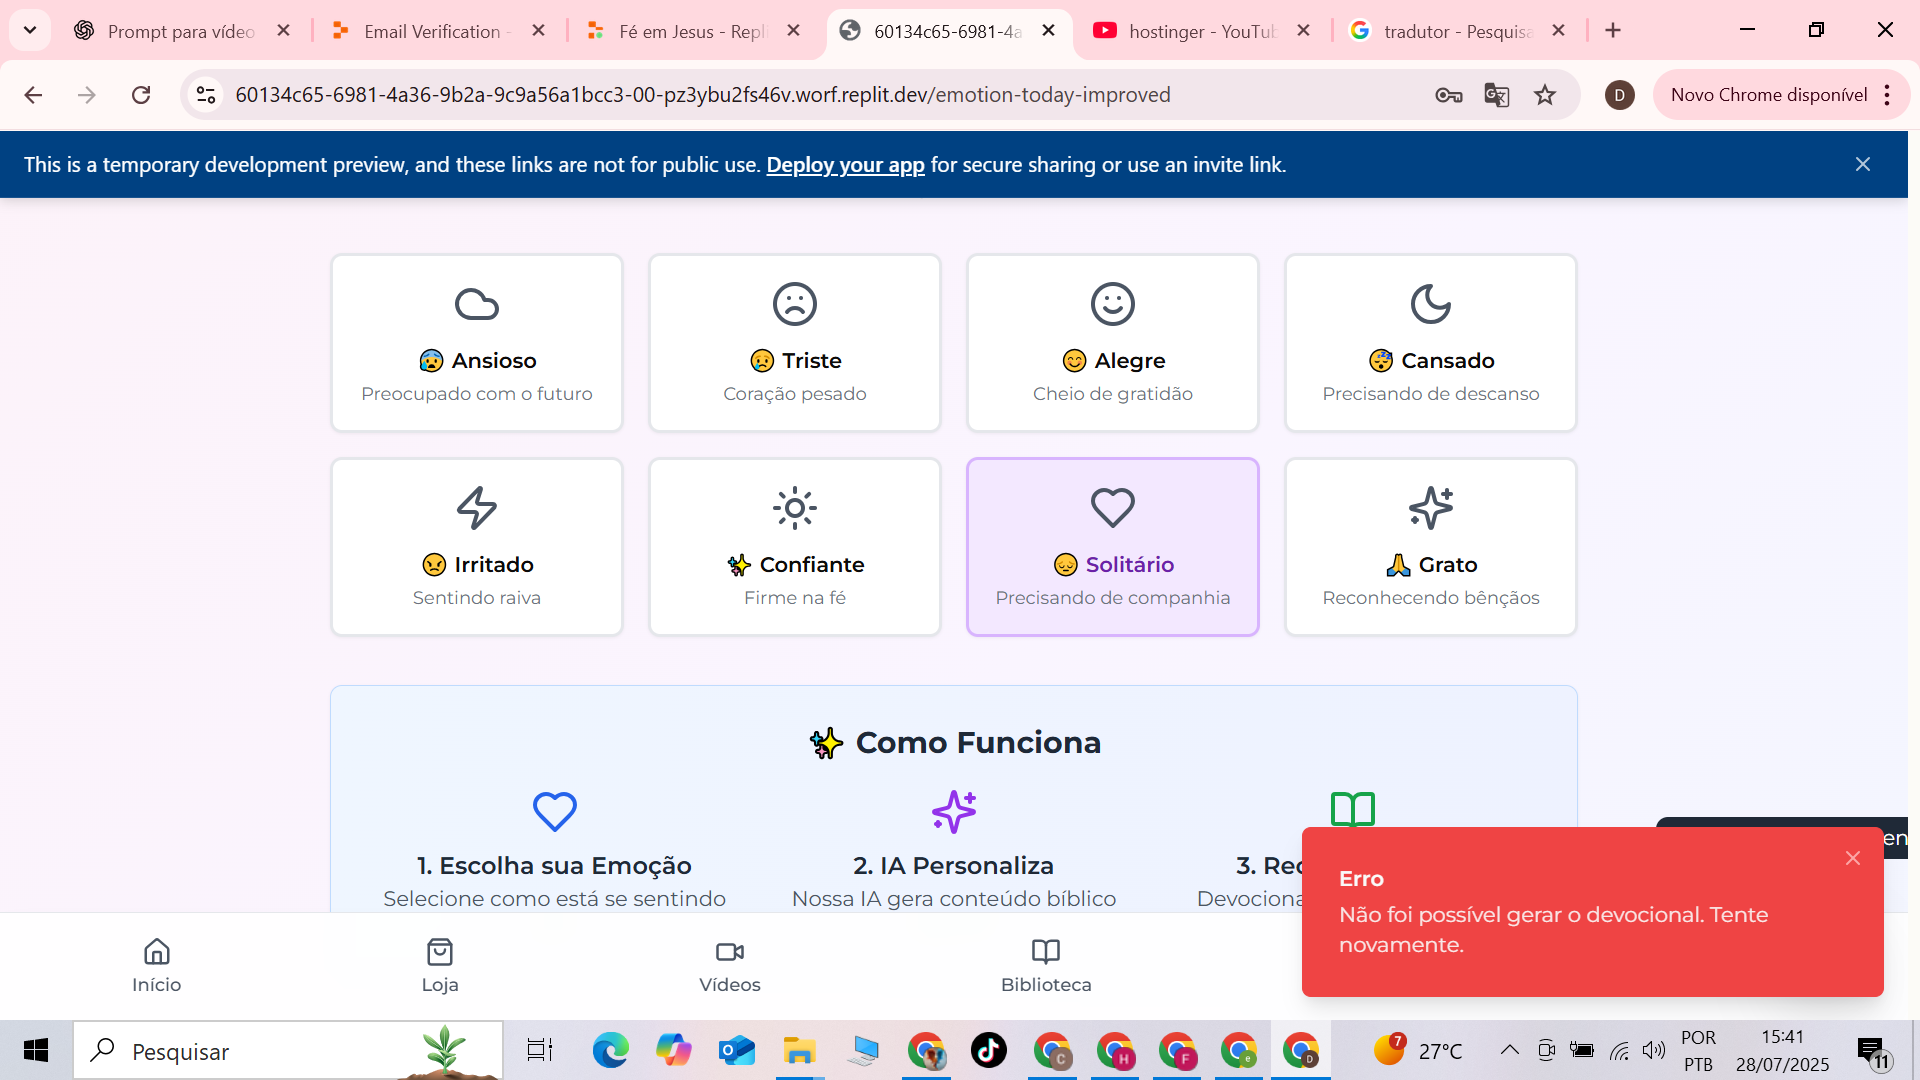 Prompt para vídeo
Email Verification -
Fé em Jesus - Repli
60134c65-6981-4a
hostinger - YouTub
tradutor - Pesquisa
60134c65-6981-4a36-9b2a-9c9a56a1bcc3-00-pz3ybu2fs46v.worf.replit.dev/emotion-today-improved
D
Novo Chrome disponível
This is a temporary development preview, and these links are not for public use. Deploy your app for secure sharing or use an invite link.
Ansioso
Preocupado com o futuro
Triste
Coração pesado
Alegre
Cheio de gratidão
Cansado
Precisando de descanso
Irritado
Sentindo raiva
Confiante
Firme na fé
Solitário
Precisando de companhia
Grato
Reconhecendo bênçãos
Como Funciona
1. Escolha sua Emoção
Selecione como está se sentindo
2. IA Personaliza
Nossa IA gera conteúdo bíblico
3. Rec
Devociona
en
Erro
Não foi possível gerar o devocional. Tente
novamente.
Início
Loja
Vídeos
Biblioteca
Pesquisar
C
H
F
e
D
7
27°C
POR
PTB
15:41
28/07/2025
11